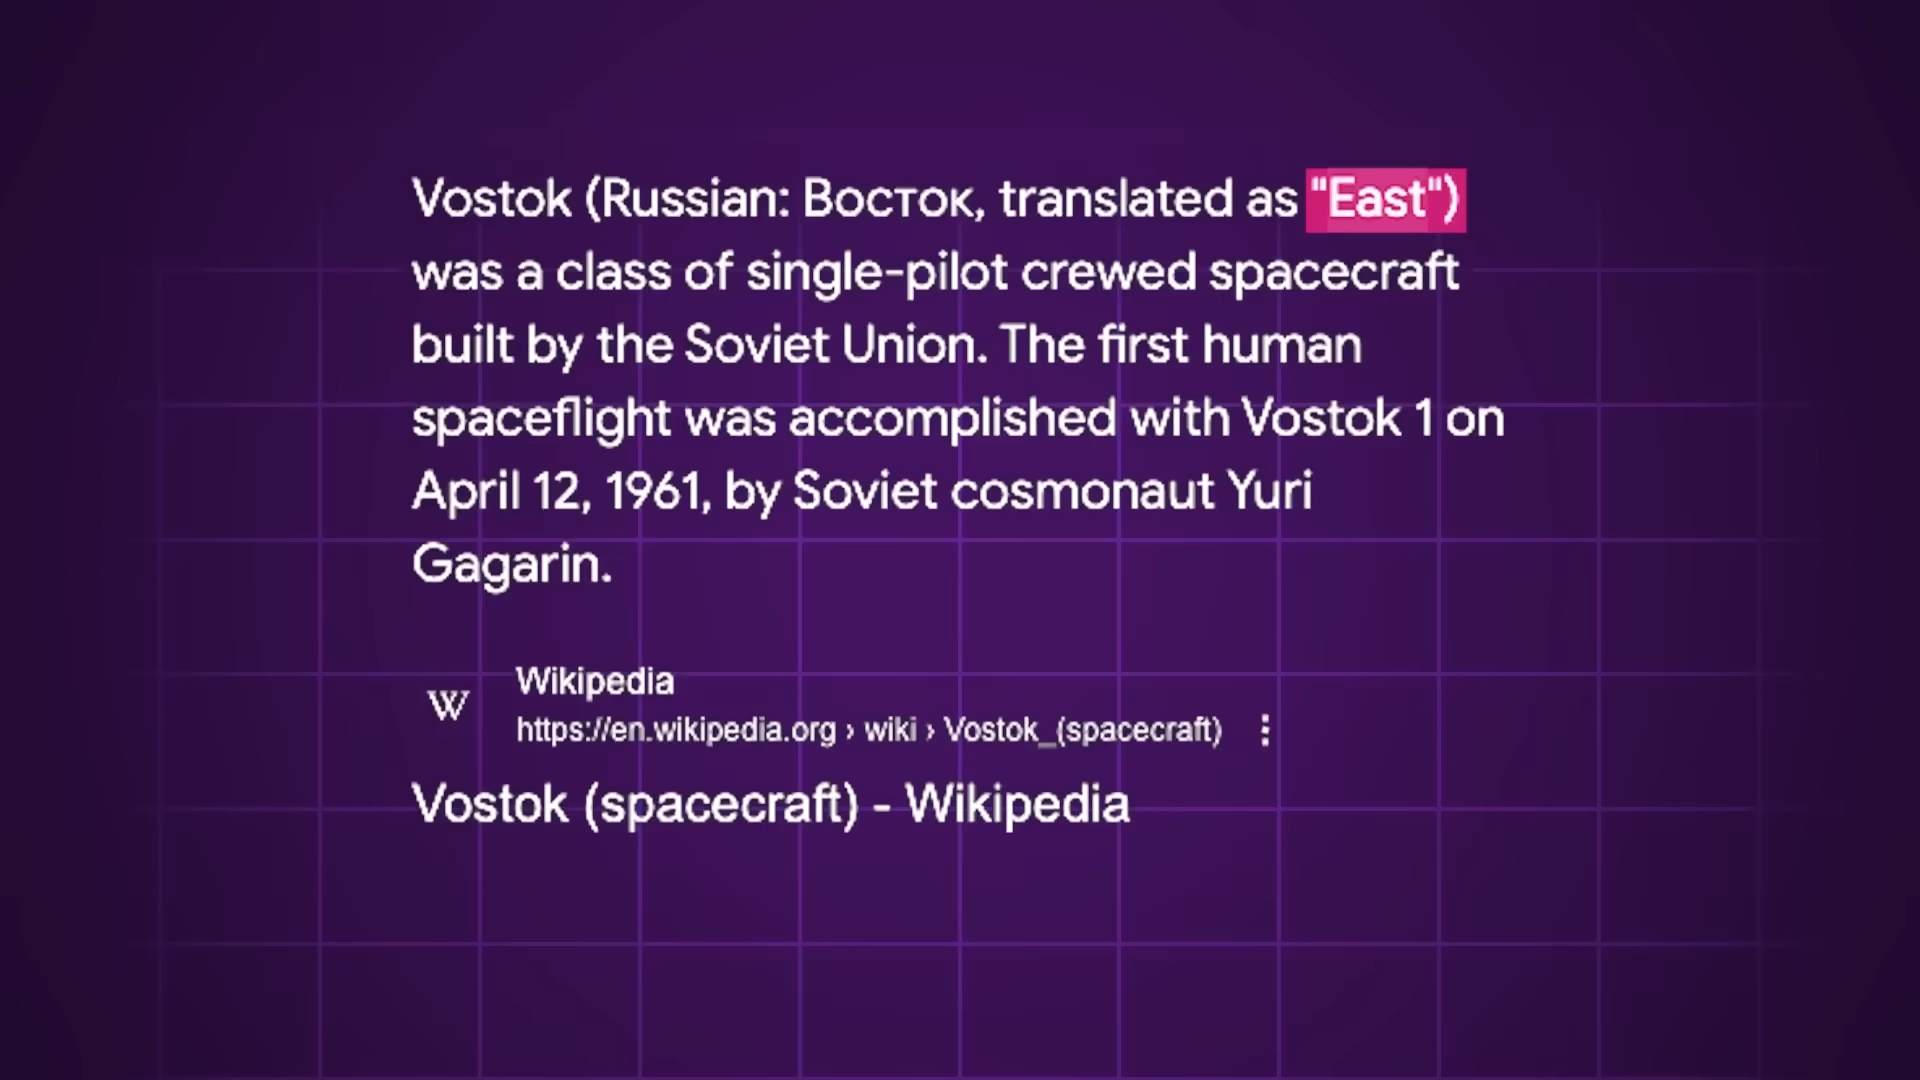 Vostok (Russian: Восток, translated as "East")
was a class of single-pilot crewed spacecraft
built by the Soviet Union. The first human
spaceflight was accomplished with Vostok 1 on
April 12, 1961, by Soviet cosmonaut Yuri
Gagarin.
W
Wikipedia
https://en.wikipedia.org › wiki › Vostok_(spacecraft)
Vostok (spacecraft) - Wikipedia